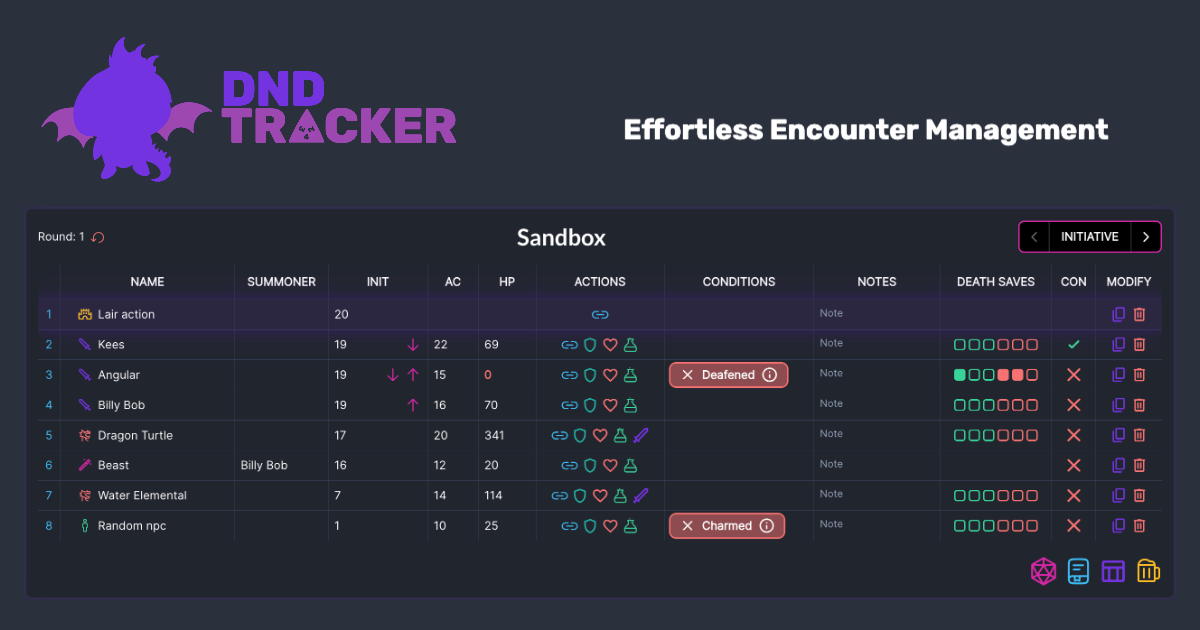 DND
TRACKER
Effortless Encounter Management
Round: 1
Sandbox
INITIATIVE
NAME SUMMONER INIT AC HP ACTIONS CONDITIONS NOTES DEATH SAVES CON MODIFY
1 Lair action 20 Note
2 Kees 19 22 69 Note
3 Angular 19 15 0 Deafened Note
4 Billy Bob 19 16 70 Note
5 Dragon Turtle 17 20 341 Note
6 Beast Billy Bob 16 12 20 Note
7 Water Elemental 7 14 114 Note
8 Random npc 1 10 25 Charmed Note